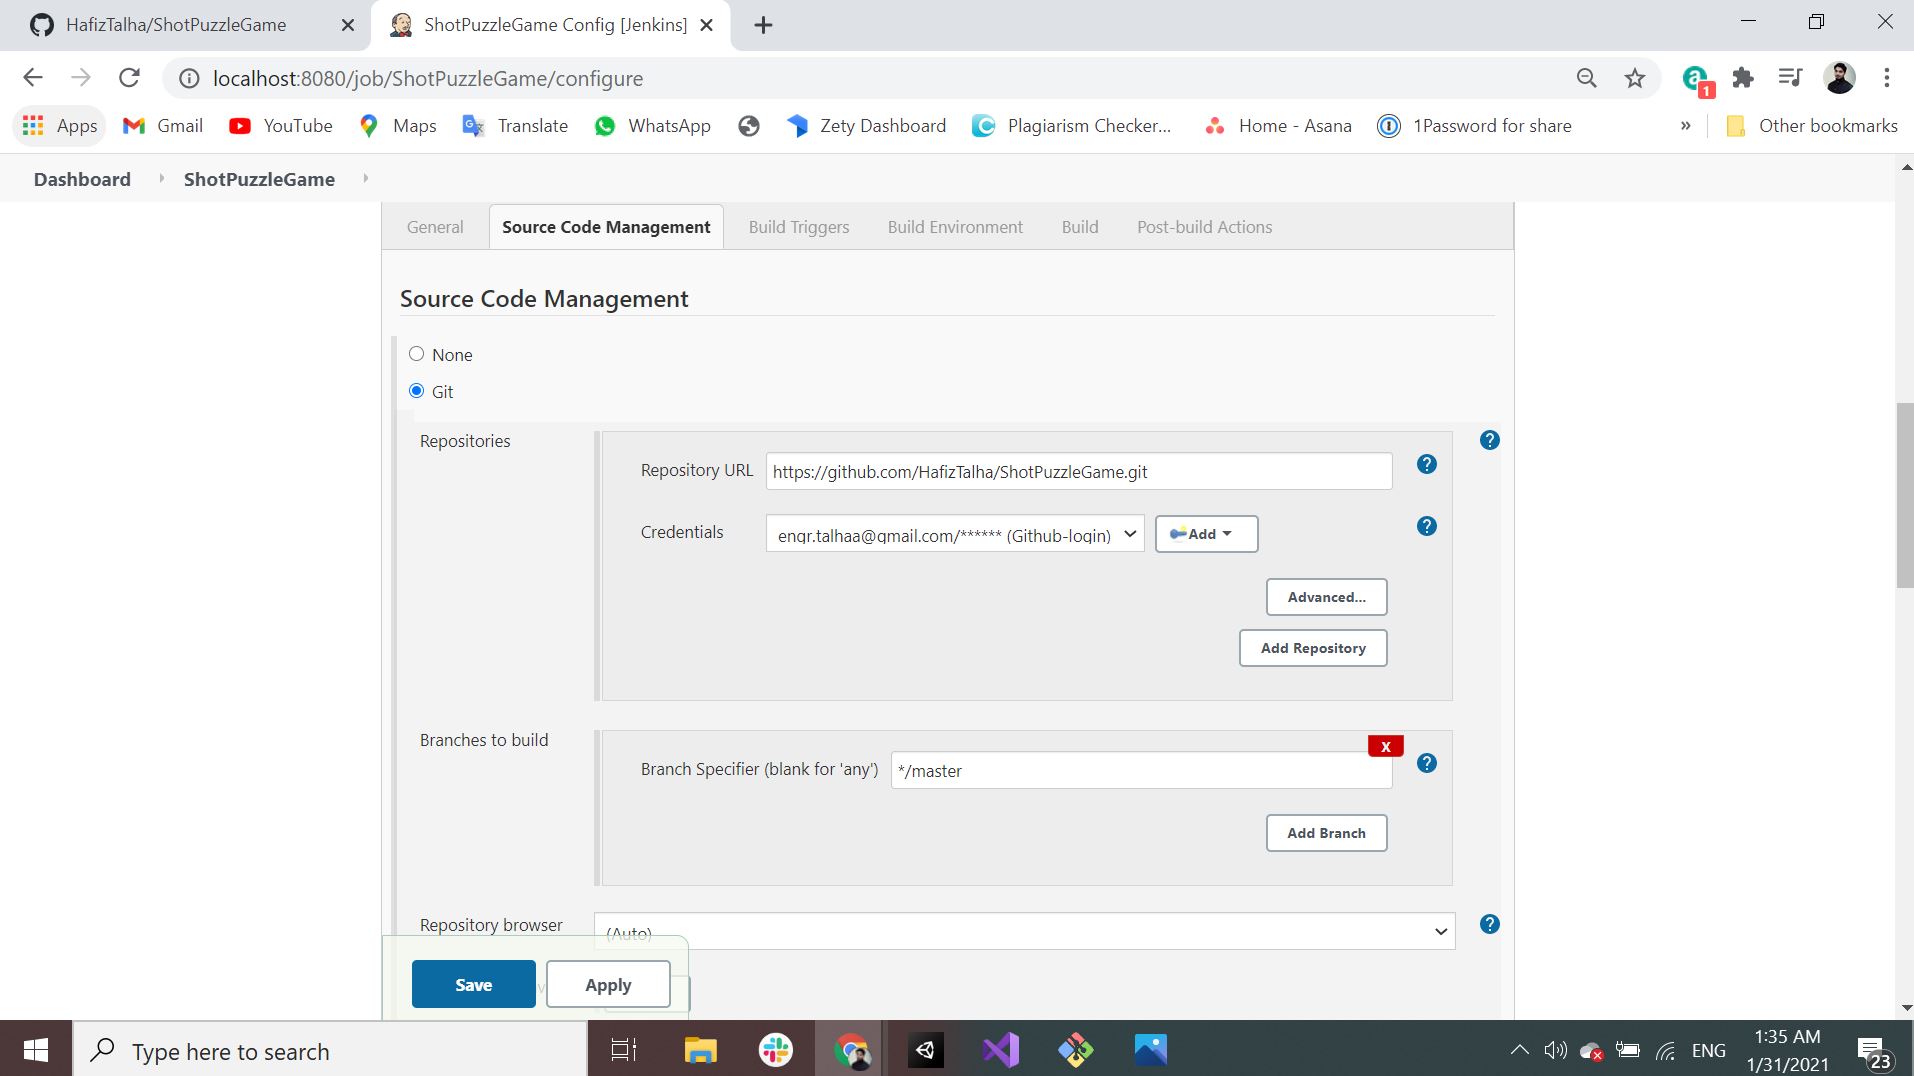 HafizTalha/ShotPuzzleGame
ShotPuzzleGame Config [Jenkins]
localhost:8080/job/ShotPuzzleGame/configure
a
1
Apps
Gmail
YouTube
Maps
Translate
WhatsApp
Zety Dashboard
Plagiarism Checker...
Home - Asana
1Password for share
»
Other bookmarks
Dashboard
ShotPuzzleGame
General
Source Code Management
Build Triggers
Build Environment
Build
Post-build Actions
Source Code Management
None
Git
Repositories
?
Repository URL
https://github.com/HafizTalha/ShotPuzzleGame.git
?
Credentials
engr.talhaa@gmail.com/****** (Github-login)
Add
?
Advanced...
Add Repository
Branches to build
X
Branch Specifier (blank for 'any')
*/master
?
Add Branch
Repository browser
(Auto)
?
Save
Apply
Type here to search
ENG
1:35 AM
1/31/2021
23